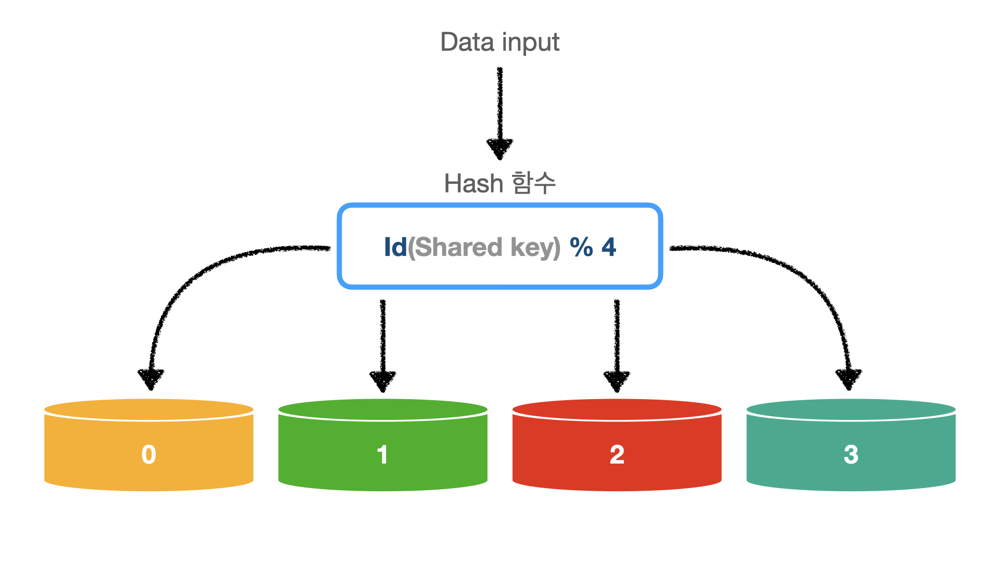 Data input
Hash 함수
Id(Shared key) % 4
0
1
2
3